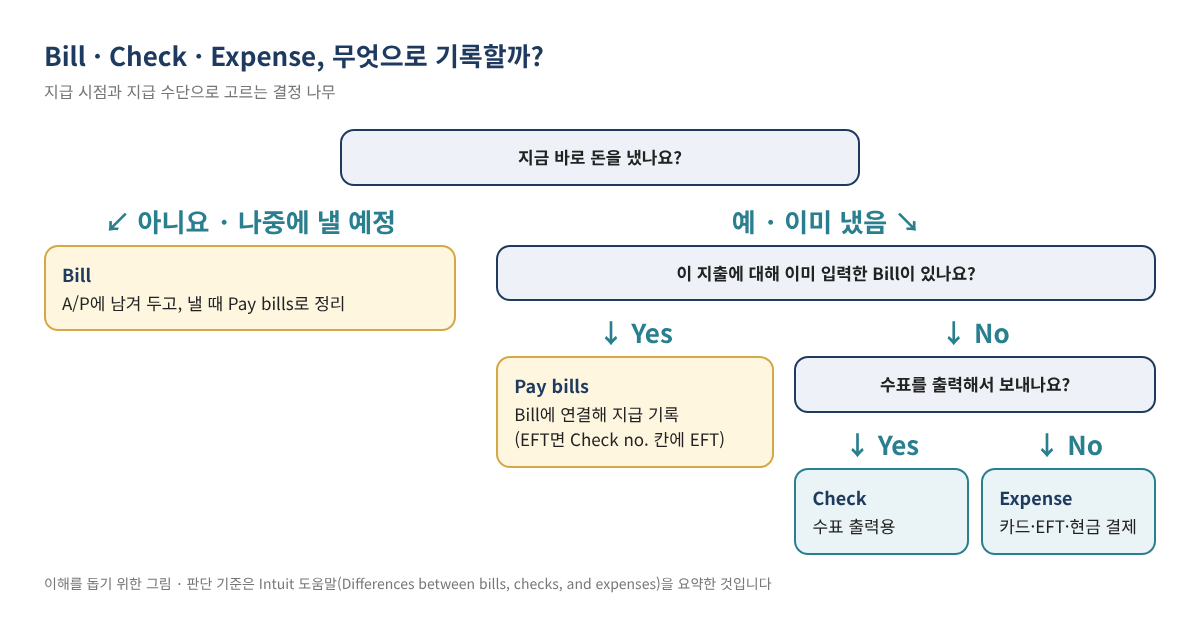 Bill · Check · Expense, 무엇으로 기록할까?
지급 시점과 지급 수단으로 고르는 결정 나무
지금 바로 돈을 냈나요?
↙ 아니요 · 나중에 낼 예정
예 · 이미 냈음 ↘
Bill
A/P에 남겨 두고, 낼 때 Pay bills로 정리
이 지출에 대해 이미 입력한 Bill이 있나요?
↓ Yes
↓ No
Pay bills
Bill에 연결해 지급 기록
(EFT면 Check no. 칸에 EFT)
수표를 출력해서 보내나요?
↓ Yes
↓ No
Check
수표 출력용
Expense
카드·EFT·현금 결제
이해를 돕기 위한 그림 · 판단 기준은 Intuit 도움말(Differences between bills, checks, and expenses)을 요약한 것입니다